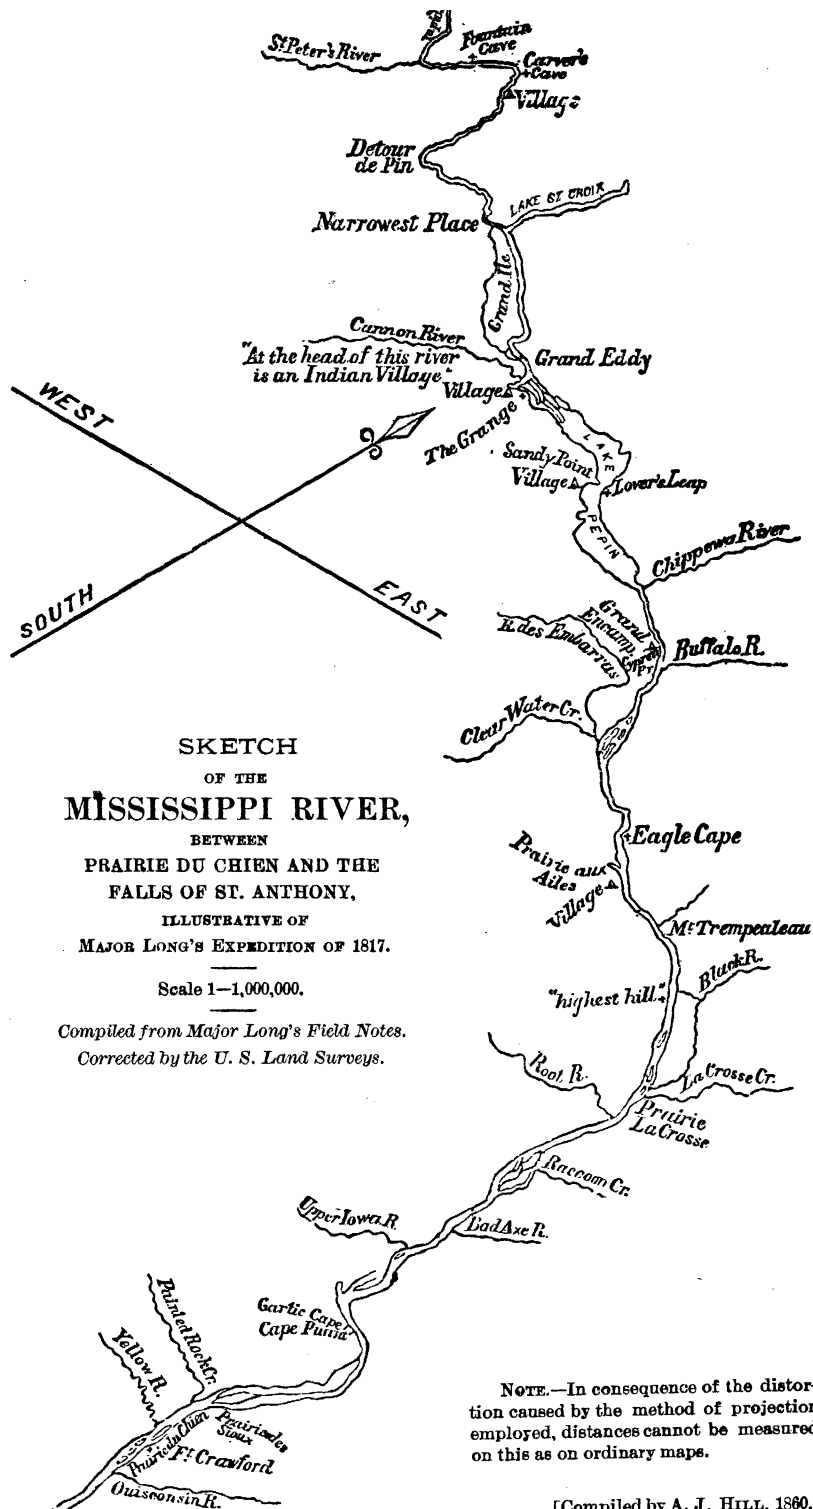 Fountain
Cave
St. Peter's River
Carver's
Cave
Village
Detour
de Pin
LAKE ST CROIX
Narrowest Place
Grand Ile
Cannon River
"At the head of this river
is an Indian Village"
Grand Eddy
Village
The Grange
WEST
LAKE
Sandy Point
Village
Lover's Leap
PEPIN
Chippewa River
SOUTH
EAST
Grand
Encamp.
R. des Embarras
Buffalo R.
Clear Water Cr.
SKETCH
OF THE
MISSISSIPPI RIVER,
BETWEEN
PRAIRIE DU CHIEN AND THE
FALLS OF ST. ANTHONY,
ILLUSTRATIVE OF
MAJOR LONG'S EXPEDITION OF 1817.
Scale 1—1,000,000.
Compiled from Major Long's Field Notes.
Corrected by the U. S. Land Surveys.
Eagle Cape
Prairie aux
Ailes
Village
Mt. Trempealeau
Black R.
"highest hill"
Root R.
La Crosse Cr.
Prairie
La Crosse
Raccoon Cr.
Upper Iowa R.
Bad Axe R.
Garlic Cape
Cape Puant
Painted Rock Cr.
Yellow R.
Prairie des
Sioux
Prairie du Chien
Ft. Crawford
Ouisconsin R.
NOTE.—In consequence of the distor-
tion caused by the method of projection
employed, distances cannot be measured
on this as on ordinary maps.
[Compiled by A. J. HILL, 1860.